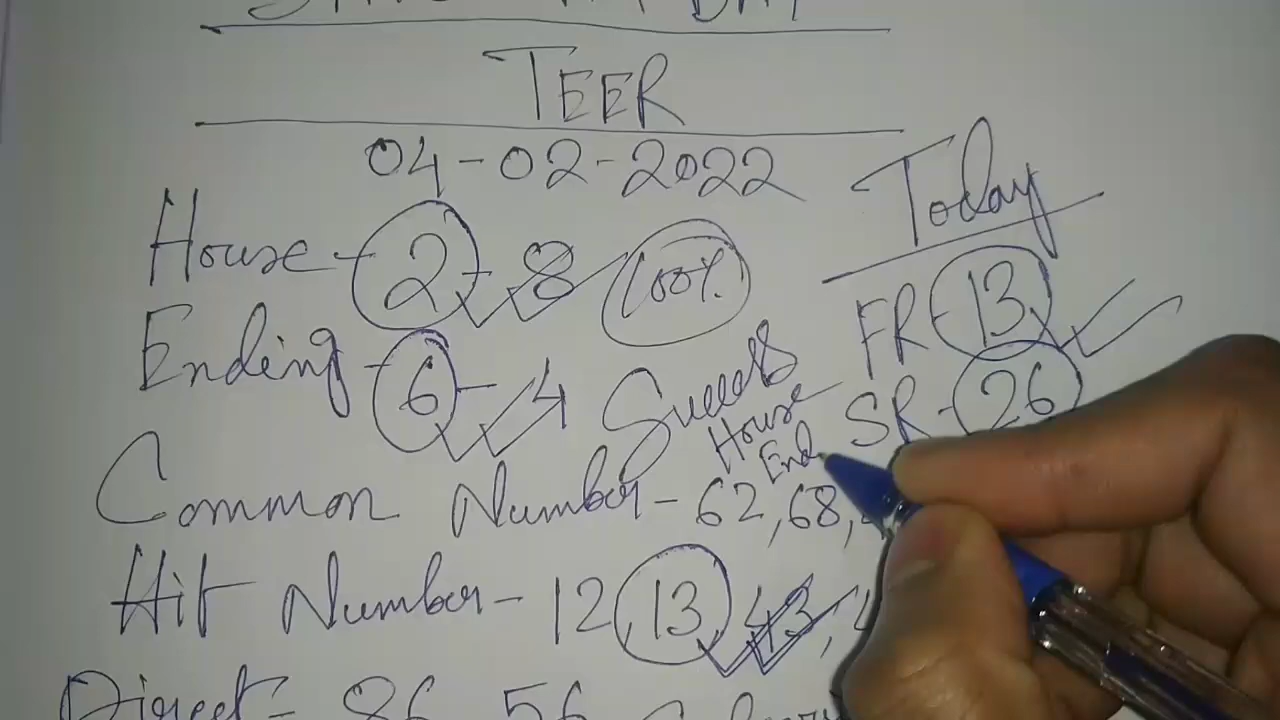 TEER
04-02-2022
Today
House - 2 - 8 100%
FR - 13
Ending - 6 - 4 Success
SR - 26
House
End
Common Number - 62, 68,
Hit Number - 12, 13, 43,
Direct - 86, 56